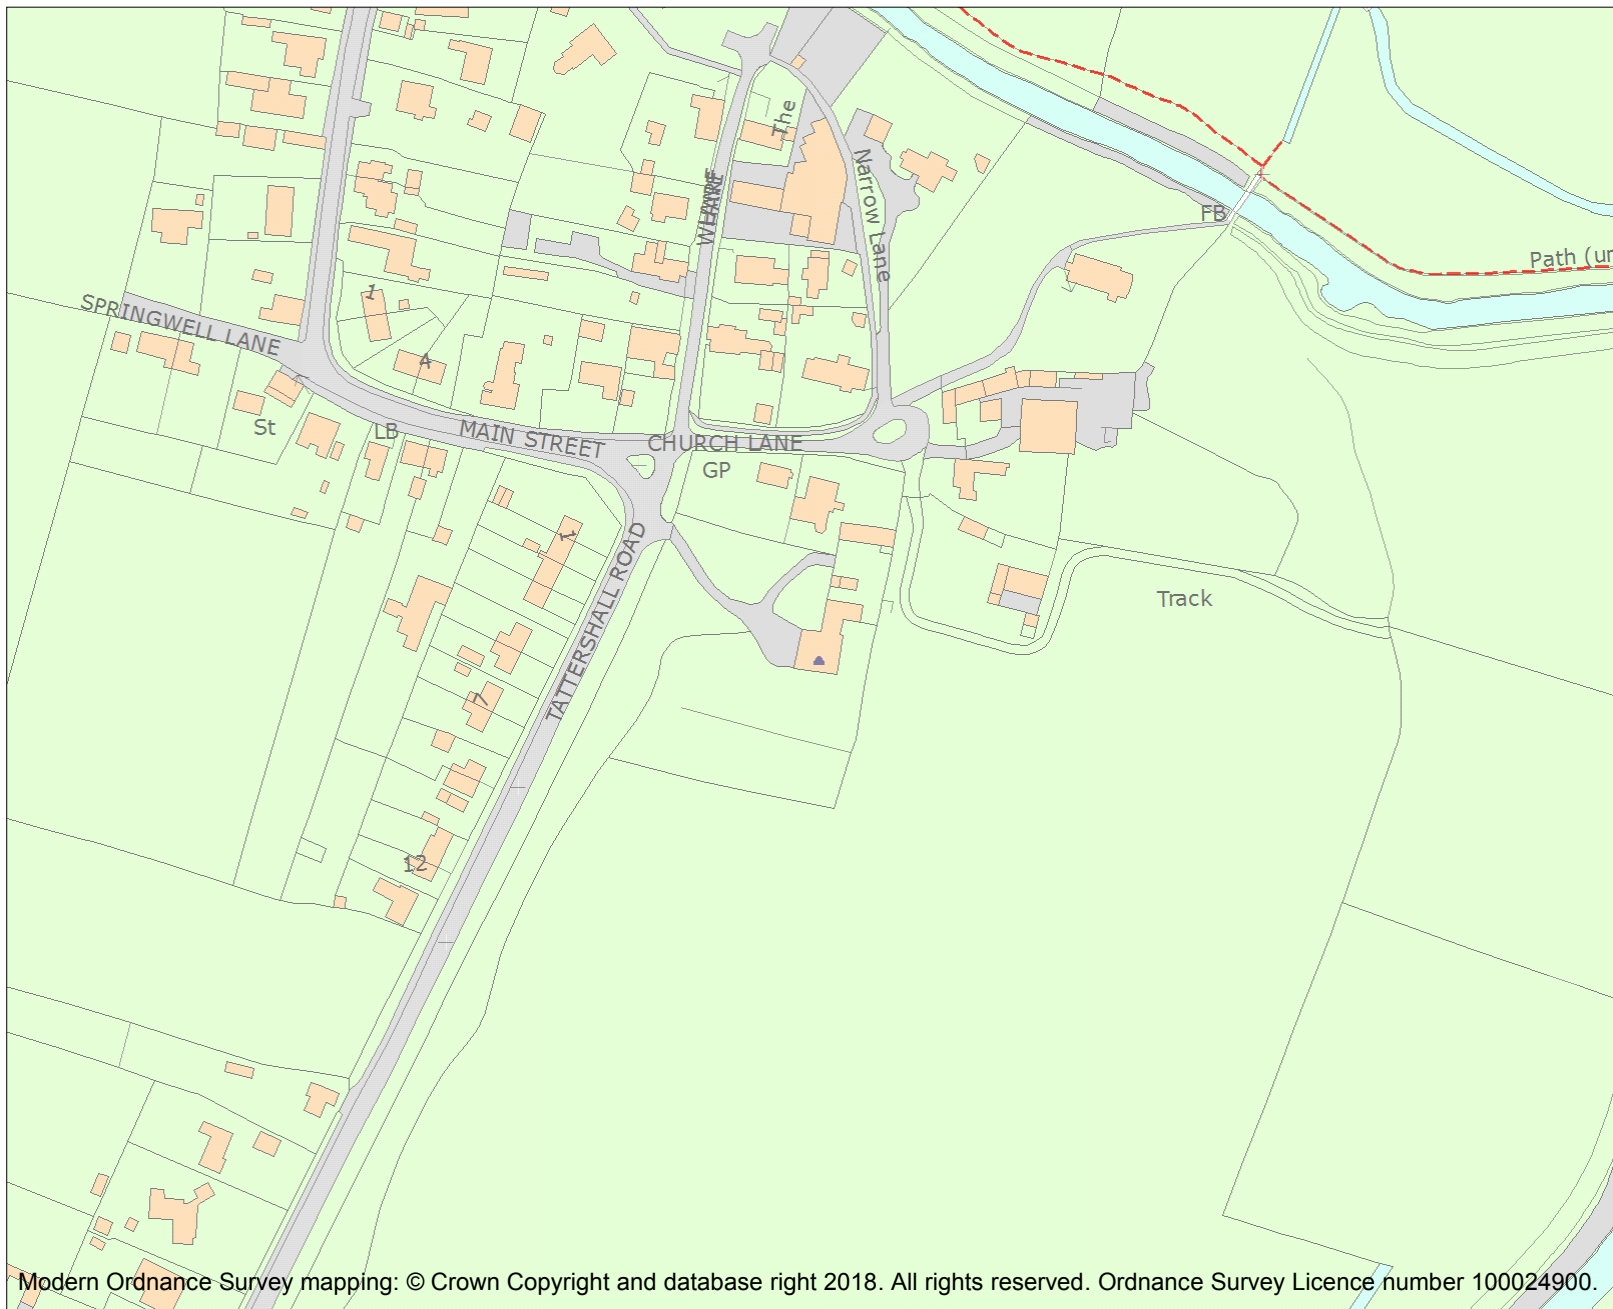 The
Narrow Lane
FB
Path (un
SPRINGWELL LANE
1
4
St
LB
MAIN STREET
CHURCH LANE
GP
1
TATTERSHALL ROAD
Track
7
12
Modern Ordnance Survey mapping: © Crown Copyright and database right 2018. All rights reserved. Ordnance Survey Licence number 100024900.